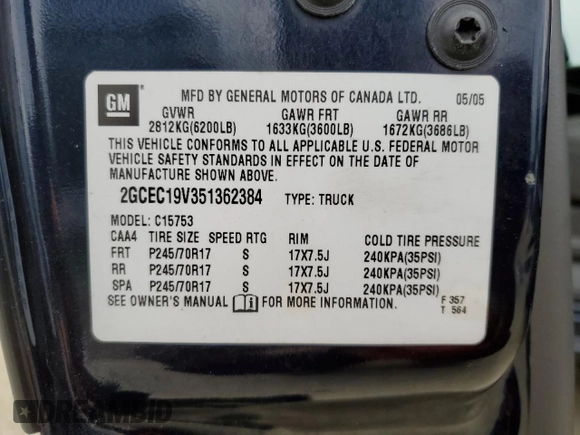 GM
MFD BY GENERAL MOTORS OF CANADA LTD. 05/05
GVWR GAWR FRT GAWR RR
2812KG(6200LB) 1633KG(3600LB) 1672KG(3686LB)
THIS VEHICLE CONFORMS TO ALL APPLICABLE U.S. FEDERAL MOTOR
VEHICLE SAFETY STANDARDS IN EFFECT ON THE DATE OF
MANUFACTURE SHOWN ABOVE.
2GCEC19V351362384 TYPE: TRUCK
MODEL: C15753
CAA4 TIRE SIZE SPEED RTG RIM COLD TIRE PRESSURE
FRT P245/70R17 S 17X7.5J 240KPA(35PSI)
RR P245/70R17 S 17X7.5J 240KPA(35PSI)
SPA P245/70R17 S 17X7.5J 240KPA(35PSI)
SEE OWNER'S MANUAL FOR MORE INFORMATION.
F 357
T 564
DREAMBID